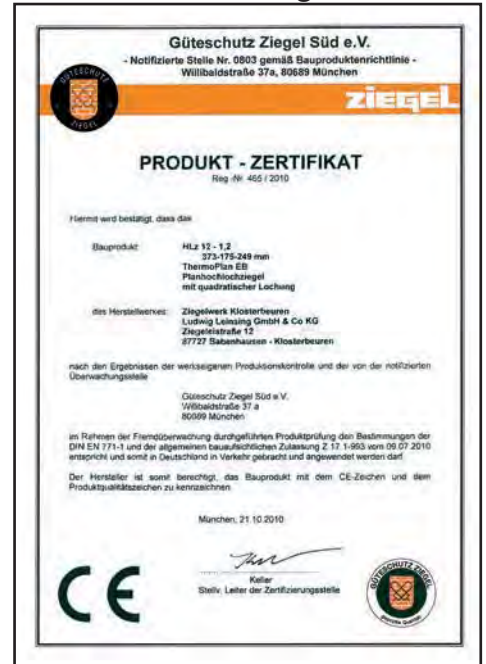 Güteschutz Ziegel Süd e.V.
- Notifizierte Stelle Nr. 0803 gemäß Bauproduktenrichtlinie -
Willibaldstraße 37a, 80689 München
GÜTESCHUTZ
ZIEGEL
ziegel
PRODUKT - ZERTIFIKAT
Reg.-Nr. 465 / 2010
Hiermit wird bestätigt, dass das
Bauprodukt: HLz 12 - 1,2
373-175-249 mm
ThermoPlan EB
Planhochlochziegel
mit quadratischer Lochung
des Herstellwerkes: Ziegelwerk Klosterbeuren
Ludwig Leinsing GmbH & Co KG
Ziegeleistraße 12
87727 Babenhausen - Klosterbeuren
nach den Ergebnissen der werkseigenen Produktionskontrolle und der von der notifizierten
Überwachungsstelle
Güteschutz Ziegel Süd e.V.
Willibaldstraße 37 a
80689 München
im Rahmen der Fremdüberwachung durchgeführten Produktprüfung den Bestimmungen der
DIN EN 771-1 und der allgemeinen bauaufsichtlichen Zulassung Z 17.1-993 vom 09.07.2010
entspricht und somit in Deutschland in Verkehr gebracht und angewendet werden darf.
Der Hersteller ist somit berechtigt, das Bauprodukt mit dem CE-Zeichen und dem
Produktqualitätszeichen zu kennzeichnen.
München, 21.10.2010
Keller
Stellv. Leiter der Zertifizierungsstelle
CE
GÜTESCHUTZ ZIEGEL